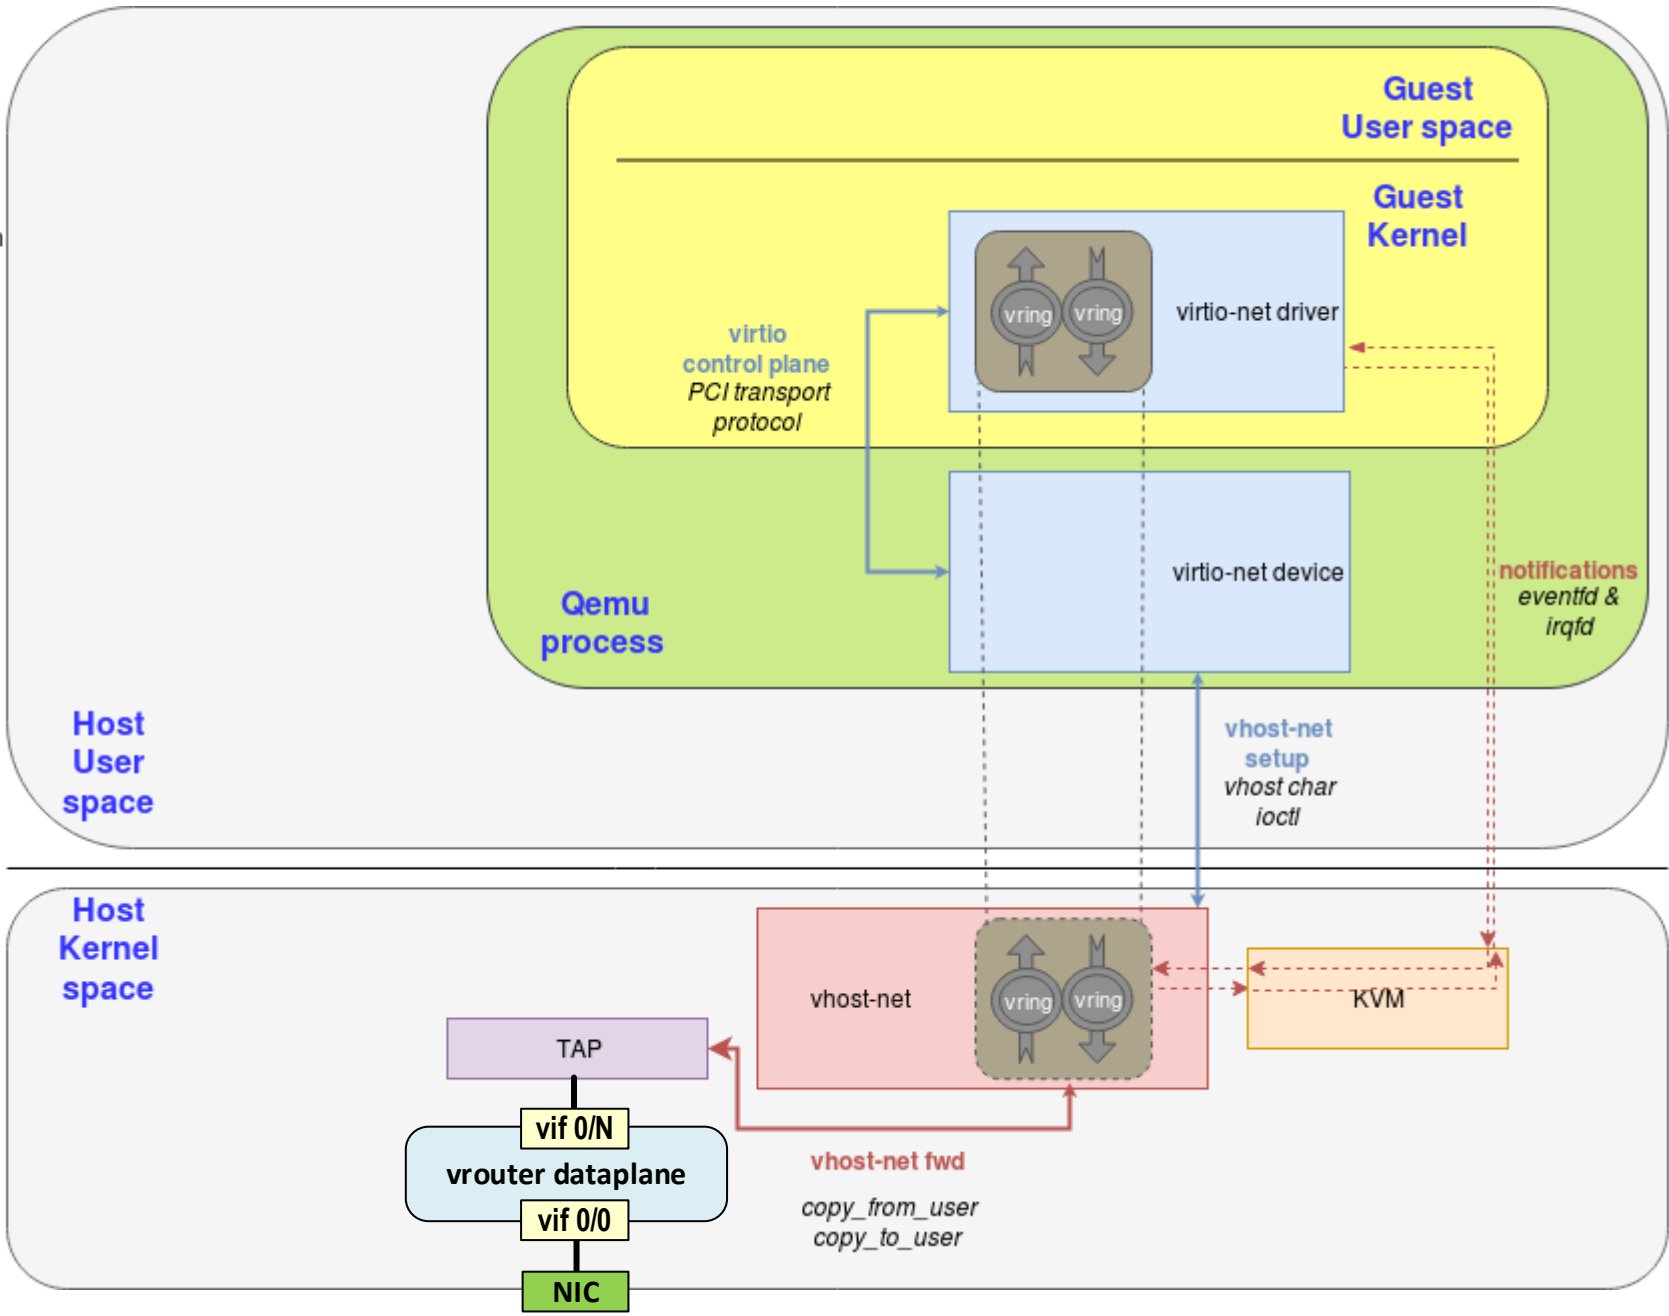 Guest
User space
Guest
Kernel
vring
vring
virtio-net driver
virtio
control plane
PCI transport
protocol
virtio-net device
notifications
eventfd &
irqfd
Qemu
process
Host
User
space
vhost-net
setup
vhost char
ioctl
Host
Kernel
space
vhost-net
vring
vring
KVM
TAP
vif 0/N
vrouter dataplane
vif 0/0
NIC
vhost-net fwd
copy_from_user
copy_to_user